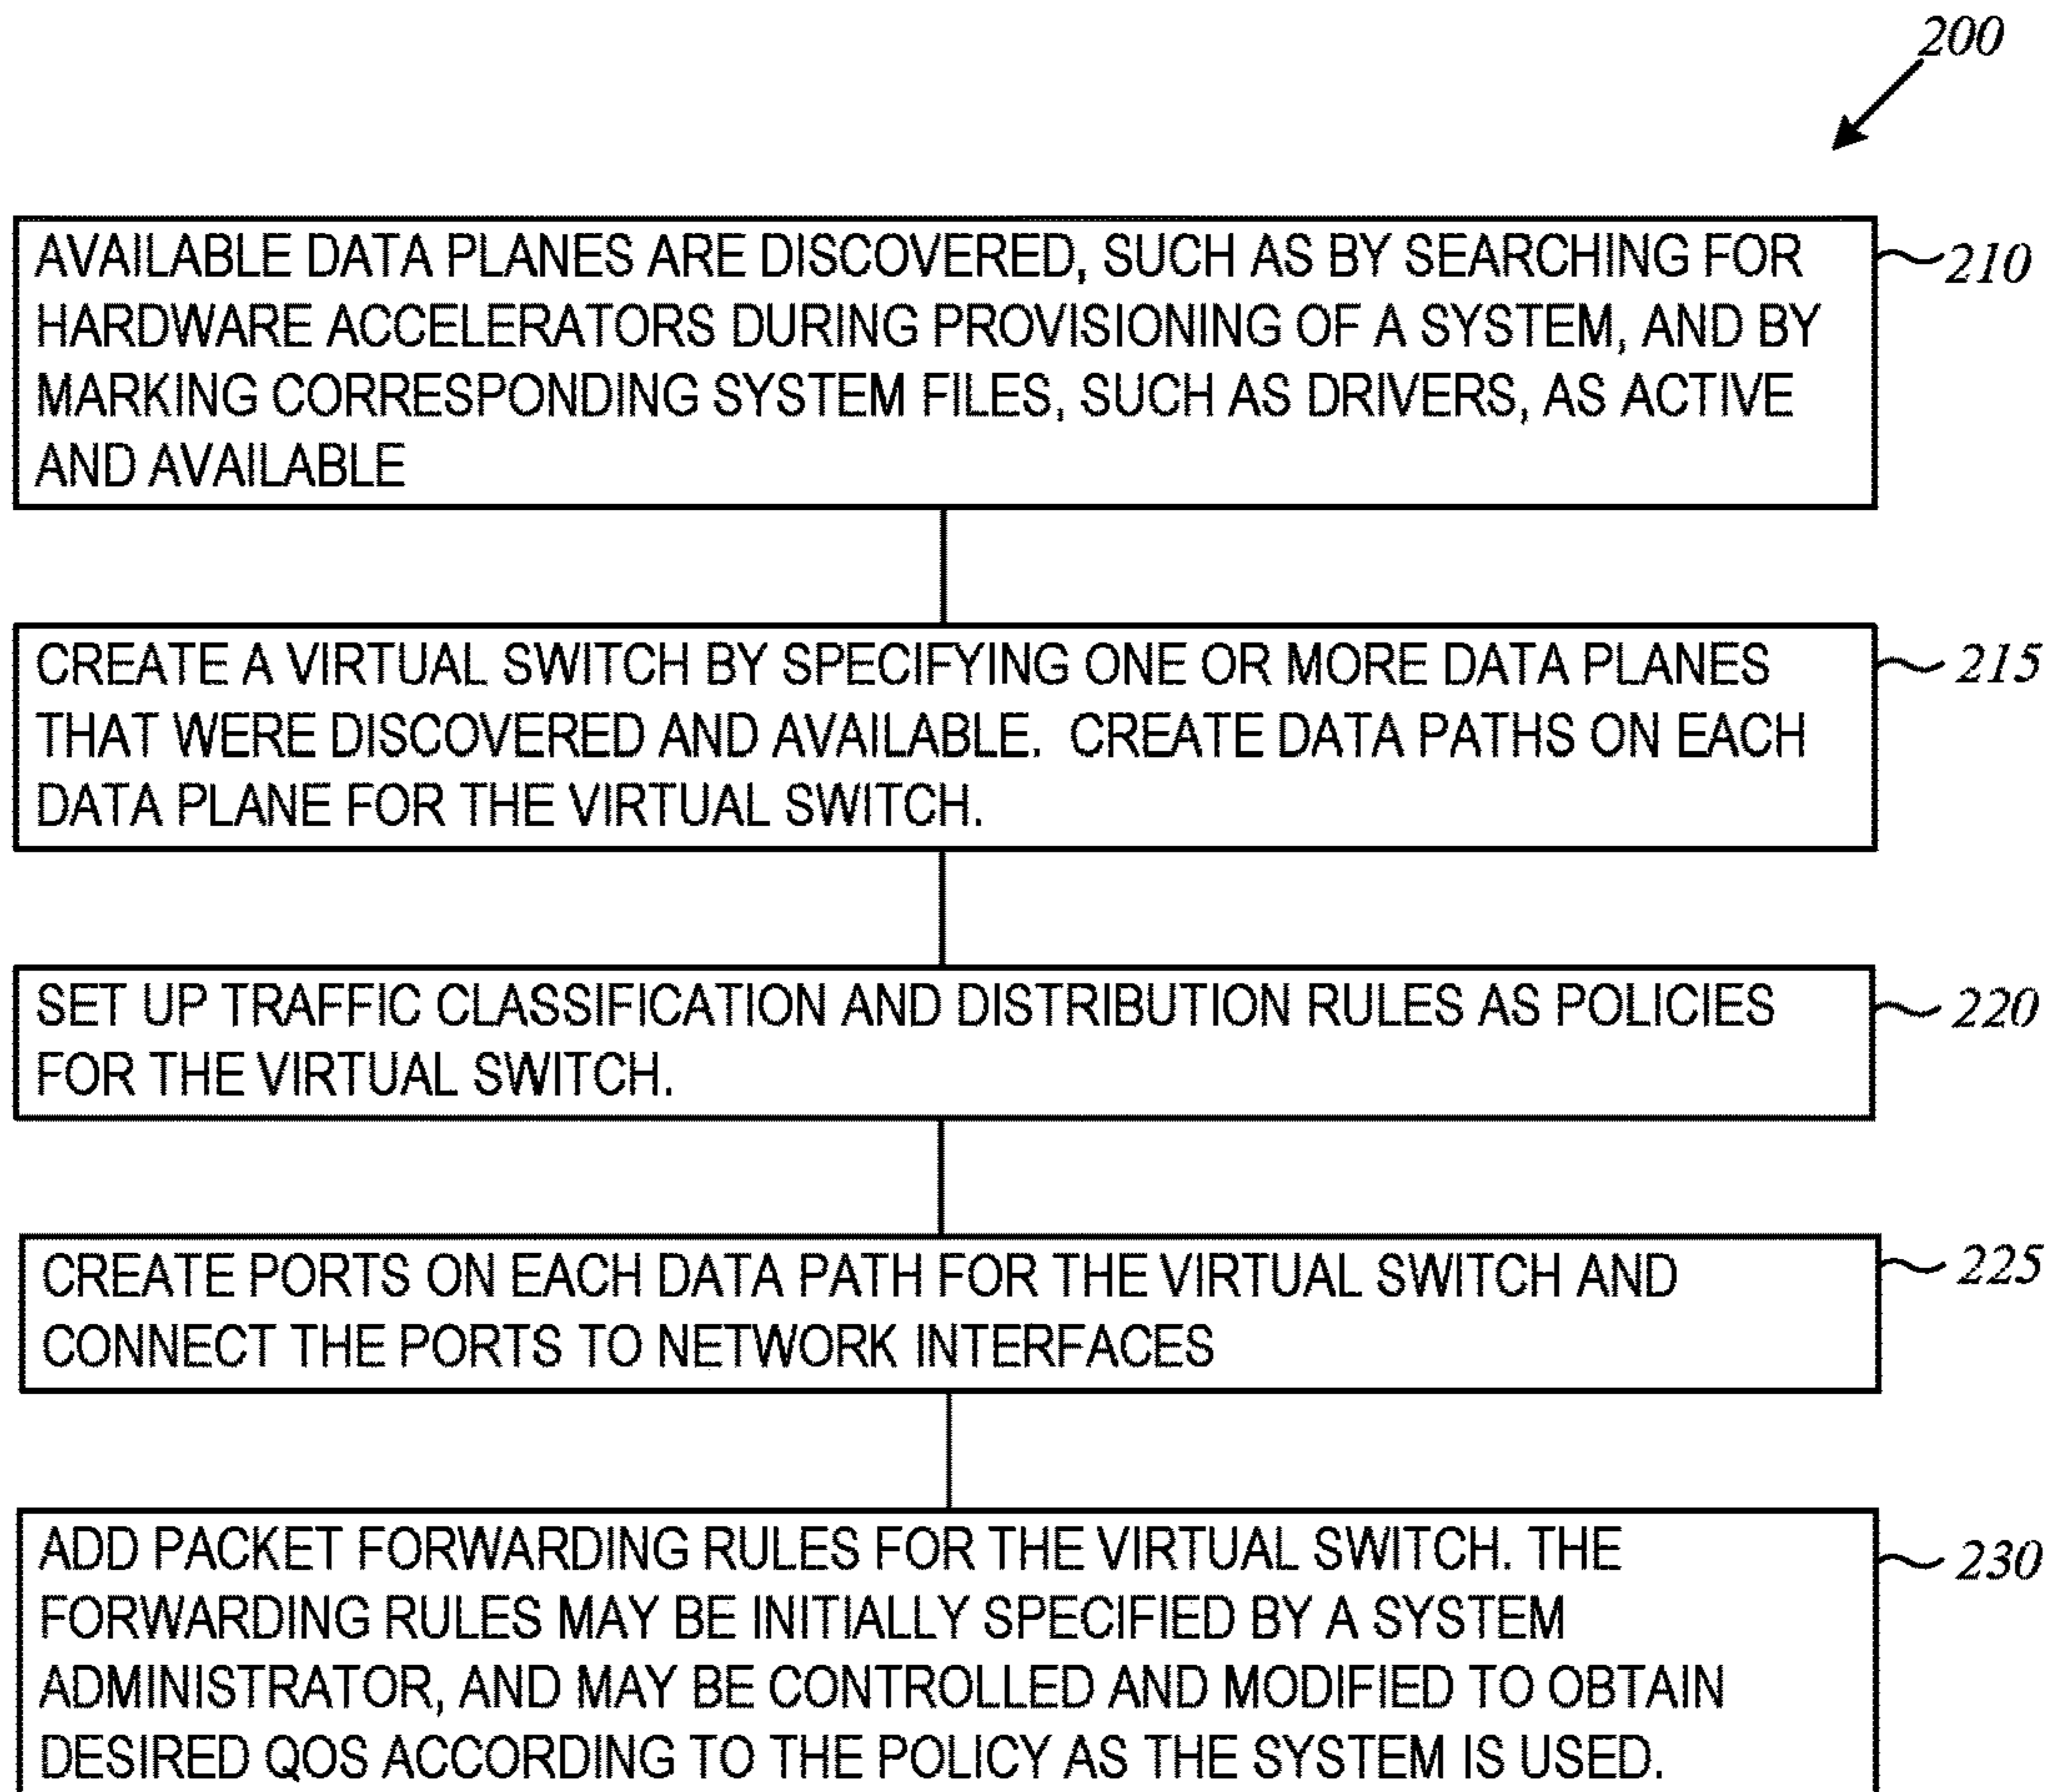 200
AVAILABLE DATA PLANES ARE DISCOVERED, SUCH AS BY SEARCHING FOR
HARDWARE ACCELERATORS DURING PROVISIONING OF A SYSTEM, AND BY
MARKING CORRESPONDING SYSTEM FILES, SUCH AS DRIVERS, AS ACTIVE
AND AVAILABLE
210
CREATE A VIRTUAL SWITCH BY SPECIFYING ONE OR MORE DATA PLANES
THAT WERE DISCOVERED AND AVAILABLE. CREATE DATA PATHS ON EACH
DATA PLANE FOR THE VIRTUAL SWITCH.
215
SET UP TRAFFIC CLASSIFICATION AND DISTRIBUTION RULES AS POLICIES
FOR THE VIRTUAL SWITCH.
220
CREATE PORTS ON EACH DATA PATH FOR THE VIRTUAL SWITCH AND
CONNECT THE PORTS TO NETWORK INTERFACES
225
ADD PACKET FORWARDING RULES FOR THE VIRTUAL SWITCH. THE
FORWARDING RULES MAY BE INITIALLY SPECIFIED BY A SYSTEM
ADMINISTRATOR, AND MAY BE CONTROLLED AND MODIFIED TO OBTAIN
DESIRED QOS ACCORDING TO THE POLICY AS THE SYSTEM IS USED.
230